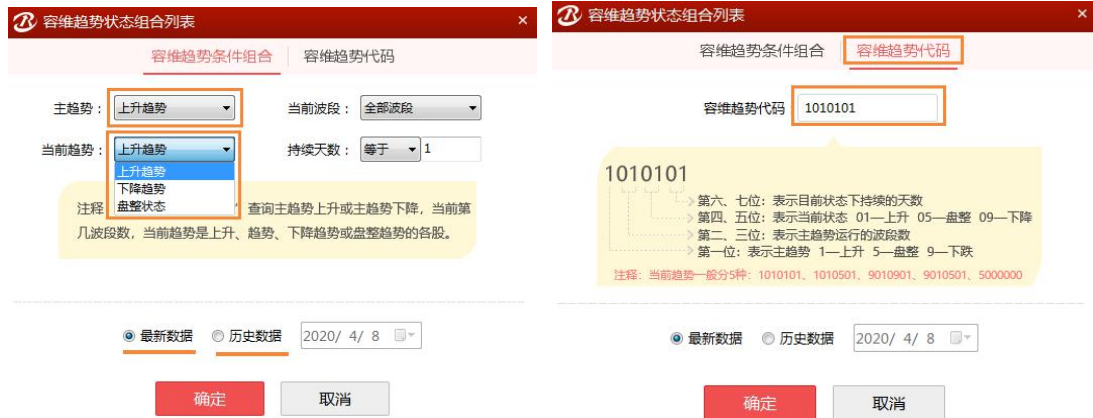 容维趋势状态组合列表
容维趋势条件组合 容维趋势代码
主趋势： 上升趋势 当前波段： 全部波段
当前趋势： 上升趋势 持续天数： 等于 1
上升趋势
下降趋势
盘整状态
注释 查询主趋势上升或主趋势下降，当前第
几波段数，当前趋势是上升、趋势、下降趋势或盘整趋势的各股。
最新数据 历史数据 2020/ 4/ 8
确定 取消
容维趋势状态组合列表
容维趋势条件组合 容维趋势代码
容维趋势代码 1010101
1010101
第六、七位：表示目前状态下持续的天数
第四、五位：表示当前状态 01—上升 05—盘整 09—下降
第二、三位：表示主趋势运行的波段数
第一位：表示主趋势 1—上升 5—盘整 9—下跌
注释：当前趋势一般分5种：1010101、1010501、9010901、9010501、5000000
最新数据 历史数据 2020/ 4/ 8
确定 取消